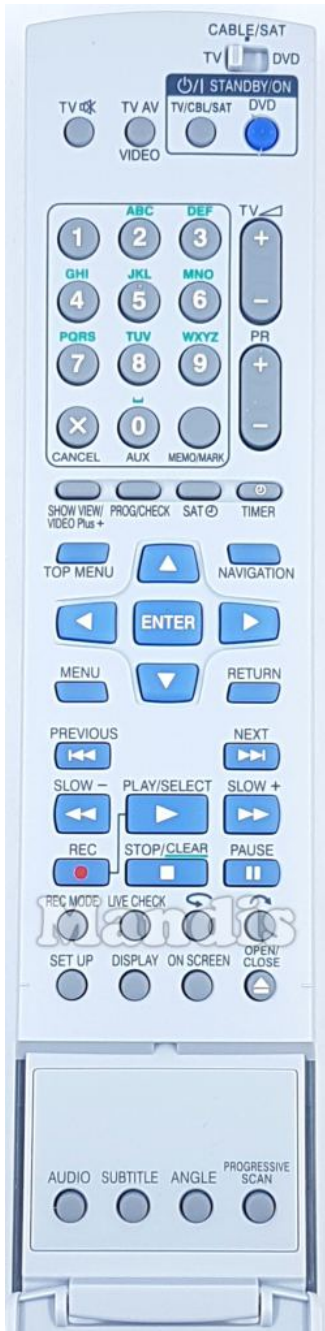 CABLE/SAT
TV DVD
⏻/I STANDBY/ON
TV TV AV TV/CBL/SAT DVD
VIDEO
ABC DEF TV
1 2 3 +
GHI JKL MNO
4 5 6 −
PQRS TUV WXYZ PR
7 8 9 +
X 0 −
CANCEL AUX MEMO/MARK
SHOW VIEW/ PROG/CHECK SAT TIMER
VIDEO Plus+
TOP MENU NAVIGATION
ENTER
MENU RETURN
PREVIOUS NEXT
SLOW − PLAY/SELECT SLOW +
REC STOP/CLEAR PAUSE
REC MODE LIVE CHECK
Mandis
SET UP DISPLAY ON SCREEN OPEN/
CLOSE
AUDIO SUBTITLE ANGLE PROGRESSIVE
SCAN